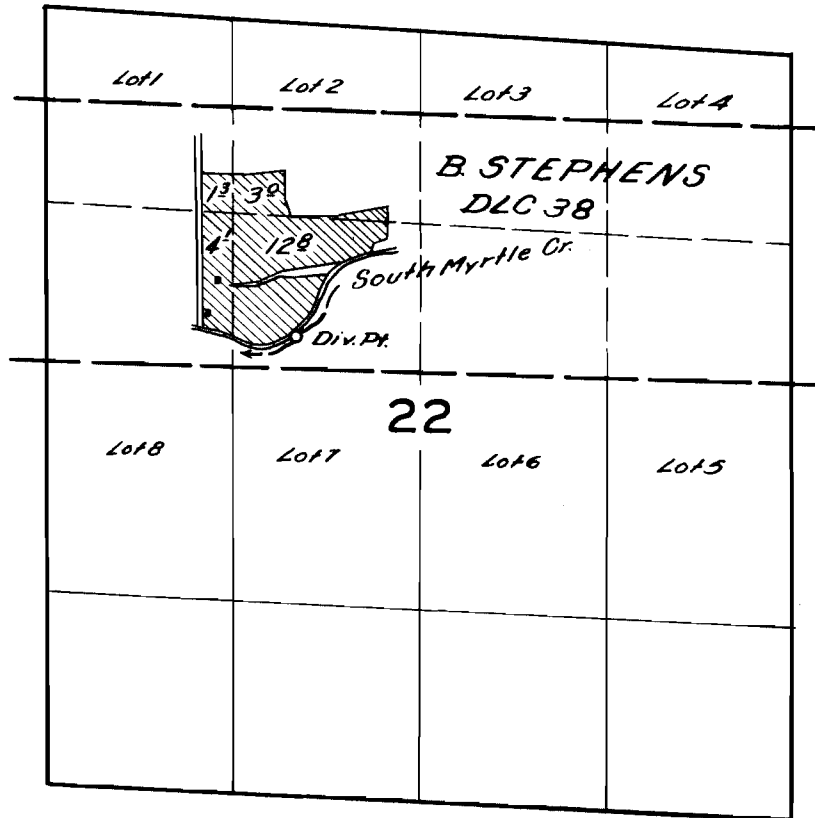 Lot 1 Lot 2 Lot 3 Lot 4
B. STEPHENS
DLC 38
1.3 3.0
4.1 12.8
South Myrtle Cr.
Div. Pt.
22
Lot 8 Lot 7 Lot 6 Lot 5